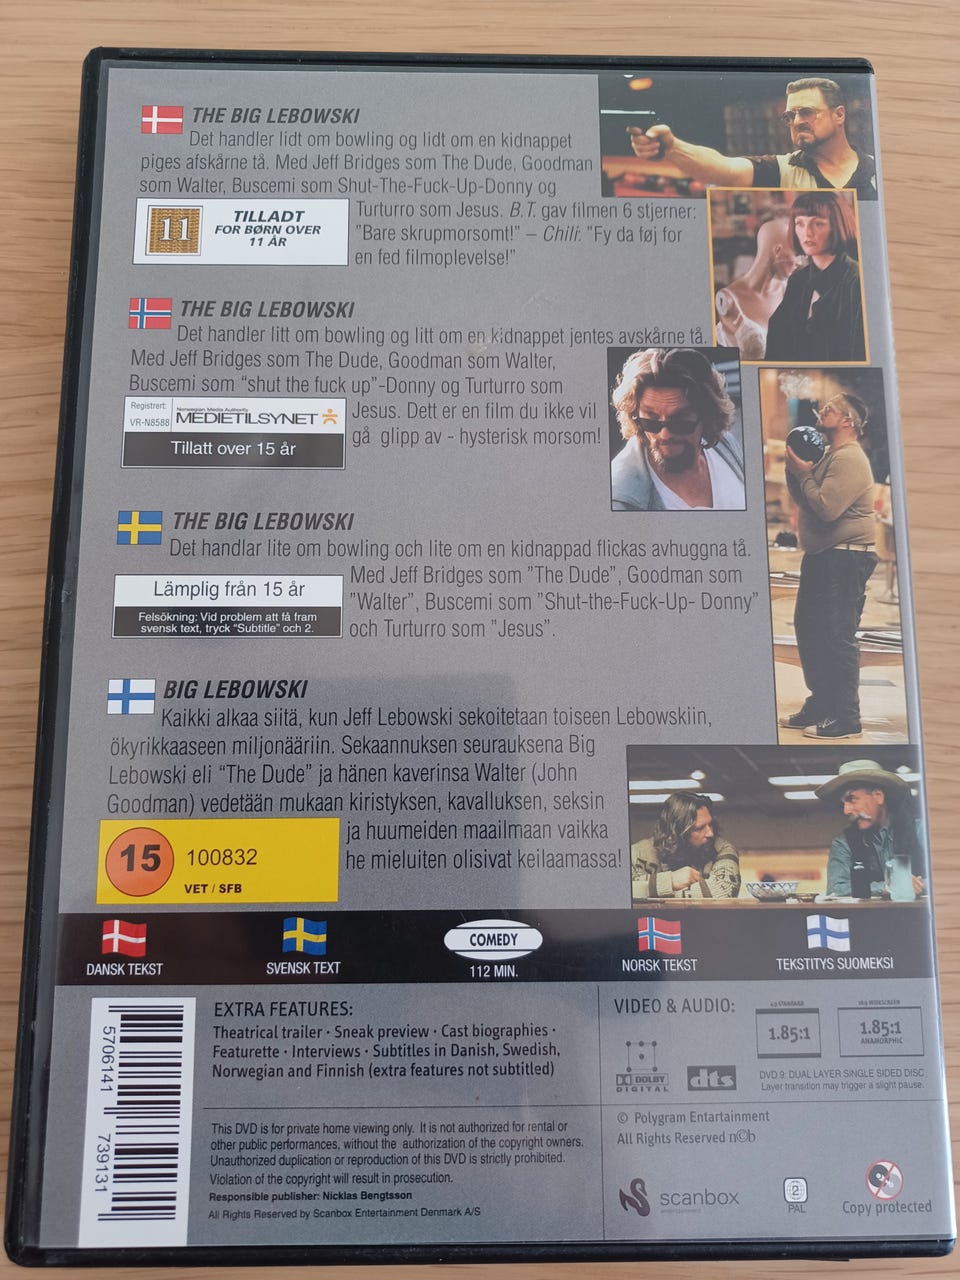 THE BIG LEBOWSKI
Det handler lidt om bowling og lidt om en kidnappet
piges afskårne tå. Med Jeff Bridges som The Dude, Goodman
som Walter, Buscemi som Shut-The-Fuck-Up-Donny og
Turturro som Jesus. B.T. gav filmen 6 stjerner:
"Bare skrupmorsomt!" – Chili: "Fy da føj for
en fed filmoplevelse!"
11
TILLADT
FOR BØRN OVER
11 ÅR
THE BIG LEBOWSKI
Det handler litt om bowling og litt om en kidnappet jentes avskårne tå.
Med Jeff Bridges som The Dude, Goodman som Walter,
Buscemi som “shut the fuck up”-Donny og Turturro som
Jesus. Dett er en film du ikke vil
gå glipp av - hysterisk morsom!
Registrert:
VR-N8588
Norwegian Media Authority
MEDIETILSYNET
Tillatt over 15 år
THE BIG LEBOWSKI
Det handlar lite om bowling och lite om en kidnappad flickas avhuggna tå.
Med Jeff Bridges som ”The Dude”, Goodman som
”Walter”, Buscemi som ”Shut-the-Fuck-Up- Donny”
och Turturro som ”Jesus”.
Lämplig från 15 år
Felsökning: Vid problem att få fram
svensk text, tryck “Subtitle” och 2.
BIG LEBOWSKI
Kaikki alkaa siitä, kun Jeff Lebowski sekoitetaan toiseen Lebowskiin,
ökyrikkaaseen miljonääriin. Sekaannuksen seurauksena Big
Lebowski eli “The Dude” ja hänen kaverinsa Walter (John
Goodman) vedetään mukaan kiristyksen, kavalluksen, seksin
ja huumeiden maailmaan vaikka
he mieluiten olisivat keilaamassa!
15
100832
VET / SFB
DANSK TEKST
SVENSK TEXT
COMEDY
112 MIN.
NORSK TEKST
TEKSTITYS SUOMEKSI
5706141 739131
EXTRA FEATURES:
Theatrical trailer · Sneak preview · Cast biographies ·
Featurette · Interviews · Subtitles in Danish, Swedish,
Norwegian and Finnish (extra features not subtitled)
VIDEO & AUDIO:
4:3 STANDARD
1.85:1
16:9 WIDESCREEN
1.85:1
ANAMORPHIC
DOLBY
DIGITAL
dts
DVD 9: DUAL LAYER SINGLE SIDED DISC
Layer transition may trigger a slight pause.
This DVD is for private home viewing only. It is not authorized for rental or
other public performances, without the authorization of the copyright owners.
Unauthorized duplication or reproduction of this DVD is strictly prohibited.
Violation of the copyright will result in prosecution.
Responsible publisher: Nicklas Bengtsson
All Rights Reserved by Scanbox Entertainment Denmark A/S
© Polygram Entertainment
All Rights Reserved n©b
scanbox
entertainment
2
PAL
Copy protected